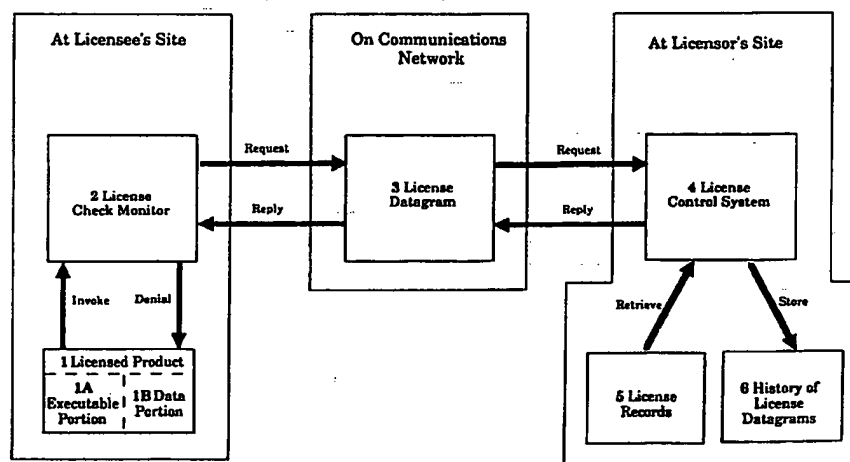 At Licensee's Site
On Communications
Network
At Licensor's Site
Request
Request
2 License
Check Monitor
3 License
Datagram
4 License
Control System
Reply
Reply
Invoke
Denial
Retrieve
Store
1 Licensed Product
1A
Executable
Portion
1B Data
Portion
5 License
Records
6 History of
License
Datagrams